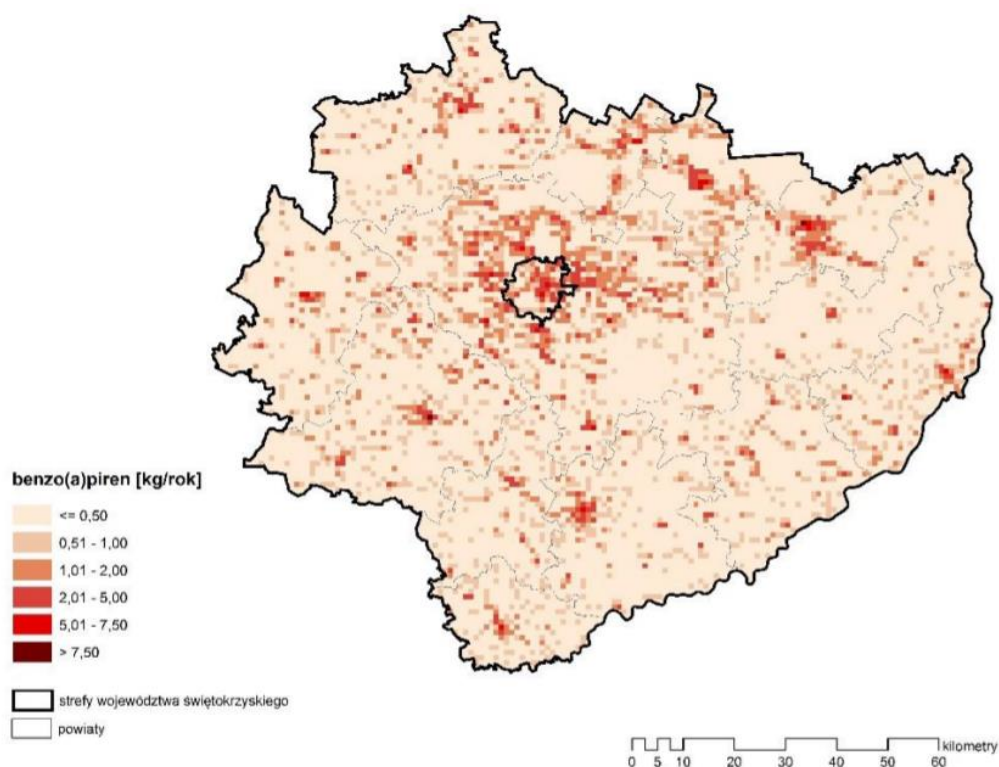 benzo(a)piren [kg/rok]
<= 0,50
0,51 - 1,00
1,01 - 2,00
2,01 - 5,00
5,01 - 7,50
> 7,50
strefy województwa świętokrzyskiego
powiaty
kilometry
0 5 10 20 30 40 50 60